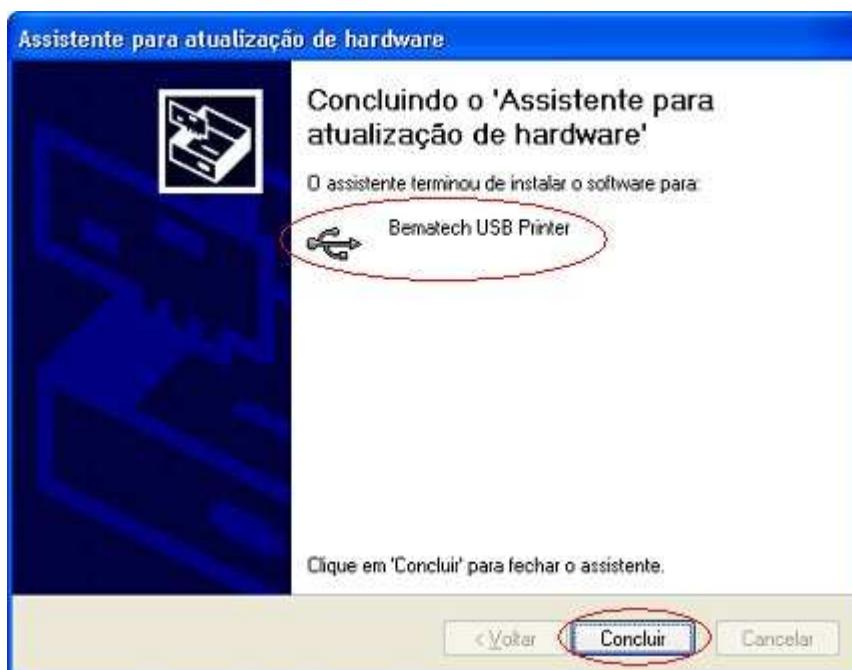 Assistente para atualização de hardware
Concluindo o 'Assistente para
atualização de hardware'
O assistente terminou de instalar o software para:
Bematech USB Printer
Clique em 'Concluir' para fechar o assistente.
< Voltar
Concluir
Cancelar